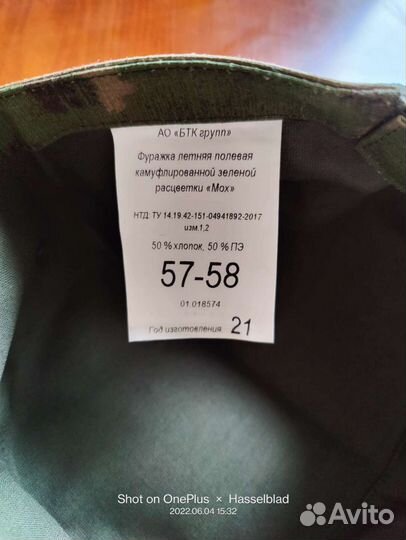 АО «БТК групп»
Фуражка летняя полевая
камуфлированной зеленой
расцветки «Мох»
НТД: ТУ 14.19.42-151-04941892-2017
изм.1,2
50 % хлопок, 50 % ПЭ
57-58
01.018574
Год изготовления 21
Shot on OnePlus × Hasselblad
2022.06.04 15:32
Avito